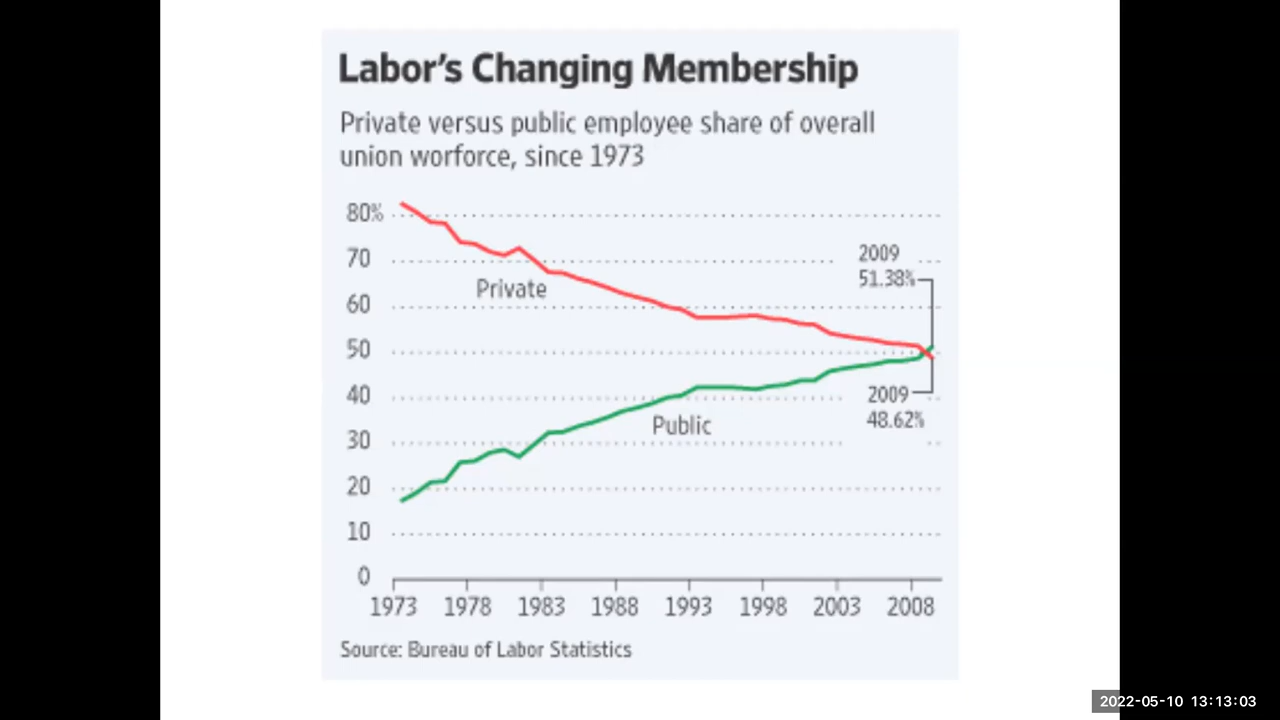 Labor's Changing Membership
Private versus public employee share of overall
union worforce, since 1973
80%
70
60
50
40
30
20
10
0
Private
Public
2009
51.38%
2009
48.62%
1973 1978 1983 1988 1993 1998 2003 2008
Source: Bureau of Labor Statistics
2022-05-10 13:13:03